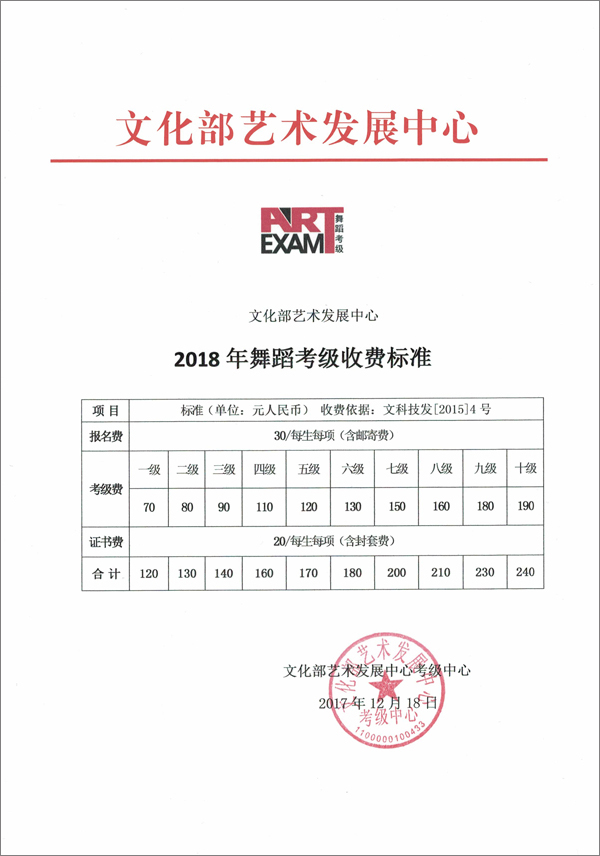 文化部艺术发展中心
ART
EXAM
舞蹈考级
文化部艺术发展中心
2018 年舞蹈考级收费标准
项 目 标准（单位：元人民币） 收费依据：文科技发[2015]4 号
报名费 30/每生每项（含邮寄费）
考级费 一级 二级 三级 四级 五级 六级 七级 八级 九级 十级
70 80 90 110 120 130 150 160 180 190
证书费 20/每生每项（含封套费）
合 计 120 130 140 160 170 180 200 210 230 240
文化部艺术发展中心考级中心
2017 年 12 月 18 日
文化部艺术发展中心
考级中心
1100000100433